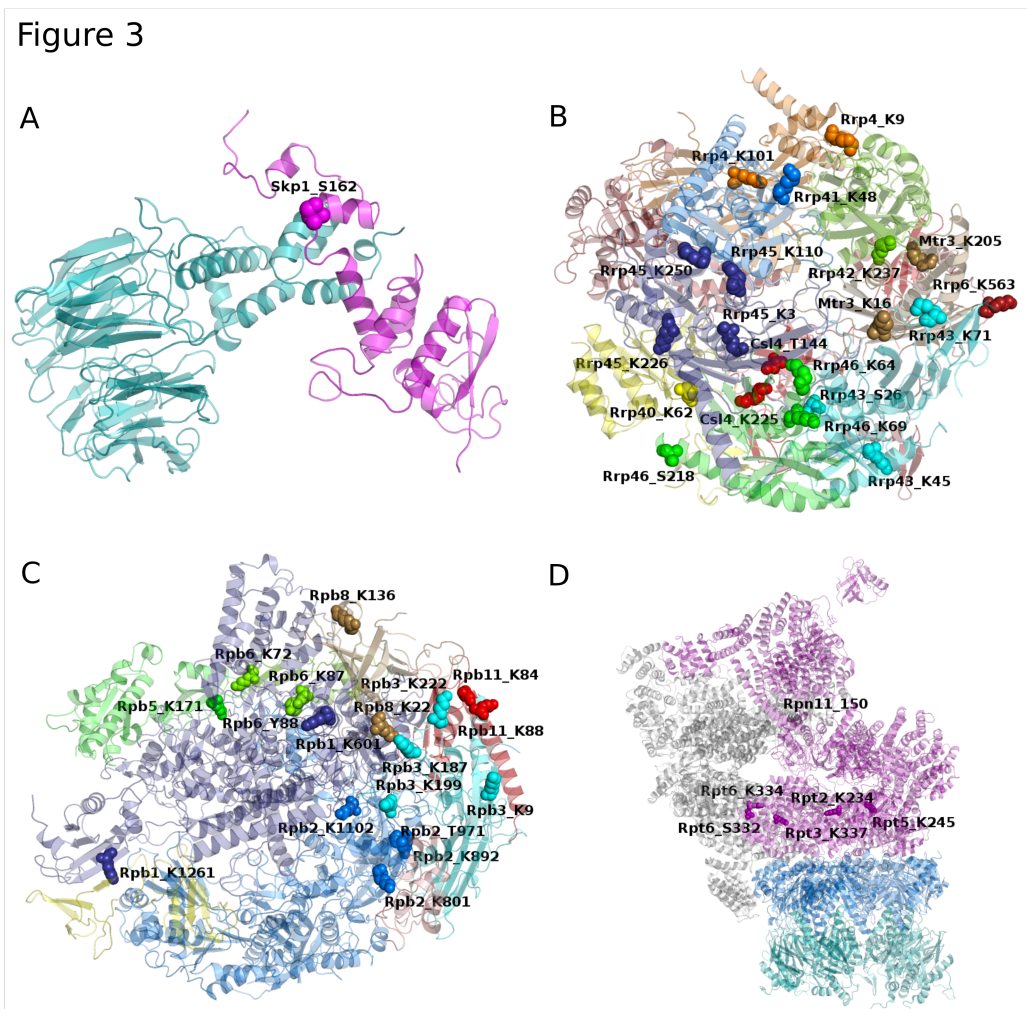 Figure 3
A
Skp1_S162
B
Rrp4_K9
Rrp4_K101
Rrp41_K48
Mtr3_K205
Rrp45_K110
Rrp45_K250
Rrp42_K237
Rrp6_K563
Mtr3_K16
Rrp45_K3
Rrp43_K71
Csl4_T144
Rrp45_K226
Rrp46_K64
Rrp43_S26
Rrp40_K62
Csl4_K225
Rrp46_K69
Rrp46_S218
Rrp43_K45
C
Rpb8_K136
Rpb6_K72
Rpb6_K87
Rpb3_K222
Rpb11_K84
Rpb5_K171
Rpb8_K22
Rpb6_Y88
Rpb11_K88
Rpb1_K601
Rpb3_K187
Rpb3_K199
Rpb3_K9
Rpb2_K1102
Rpb2_T971
Rpb2_K892
Rpb1_K1261
Rpb2_K801
D
Rpn11_150
Rpt6_K334
Rpt2_K234
Rpt6_S332
Rpt3_K337
Rpt5_K245